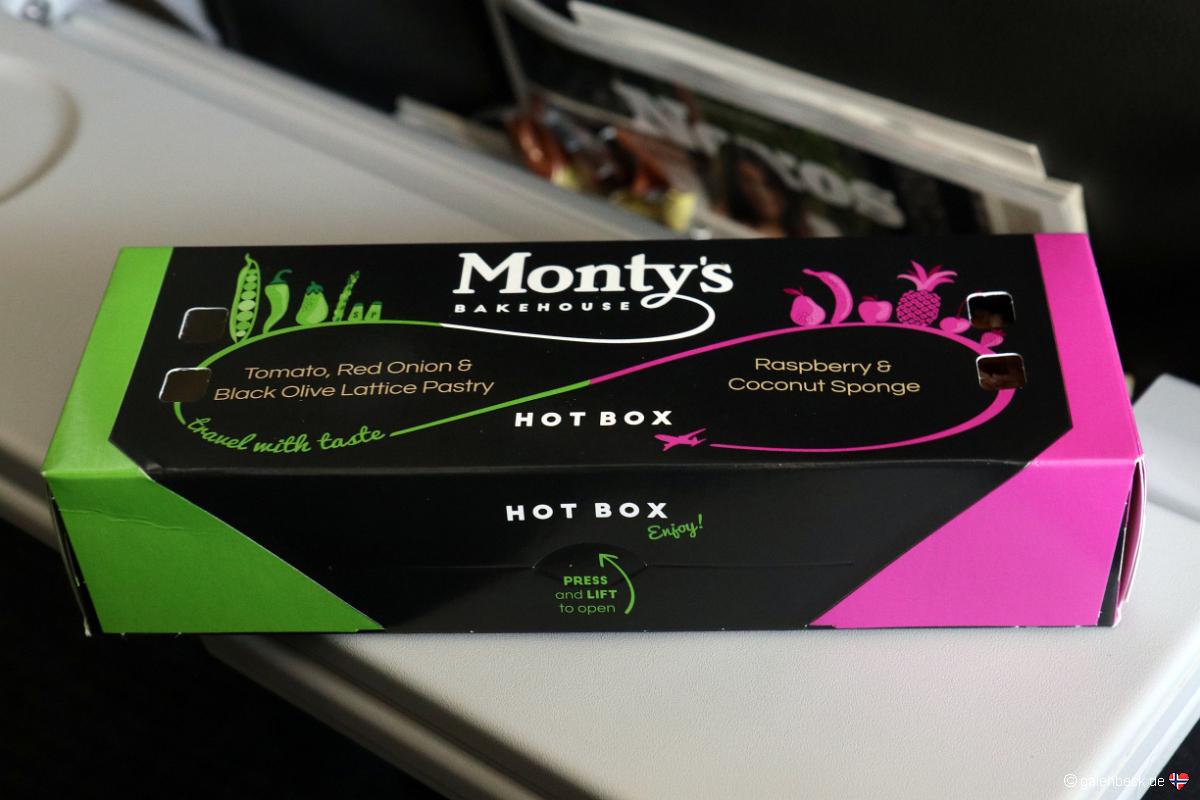 Monty's
BAKEHOUSE
Tomato, Red Onion &
Black Olive Lattice Pastry
Raspberry &
Coconut Sponge
HOT BOX
travel with taste
HOT BOX
Enjoy!
PRESS
and LIFT
to open
© galenbeck.de